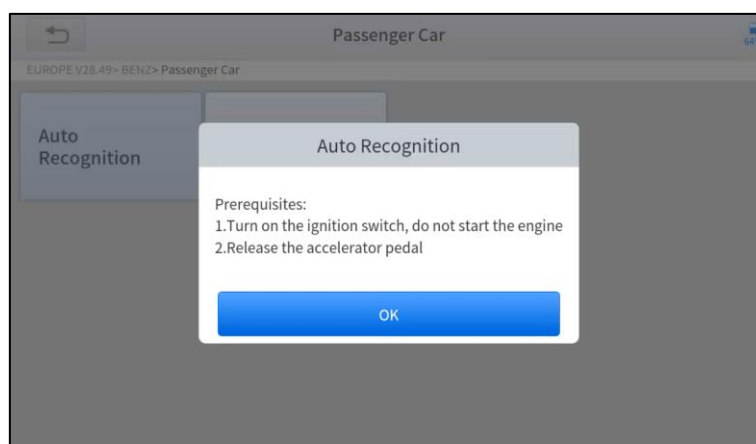 Passenger Car
64%
EUROPE V28.49> BENZ> Passenger Car
Auto
Recognition
Auto Recognition
Prerequisites:
1.Turn on the ignition switch, do not start the engine
2.Release the accelerator pedal
OK